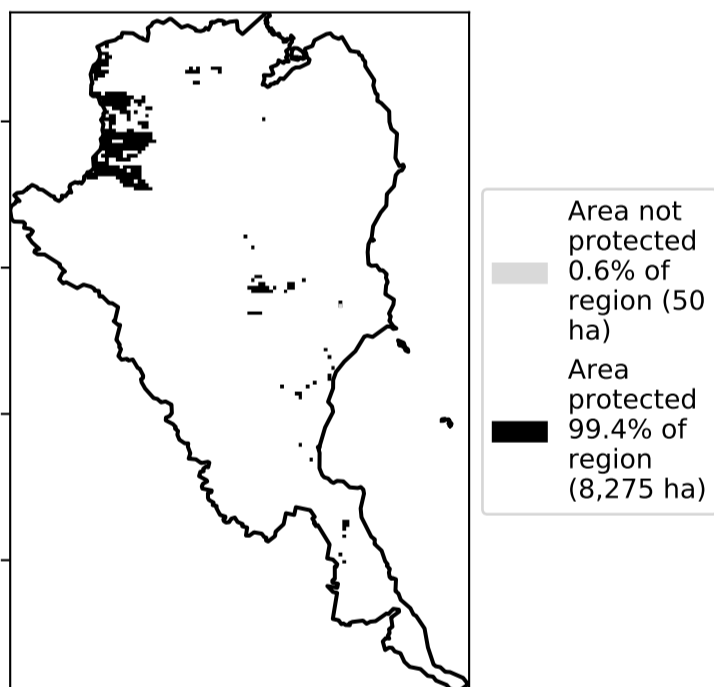 Area not
protected
0.6% of
region (50
ha)
Area
protected
99.4% of
region
(8,275 ha)